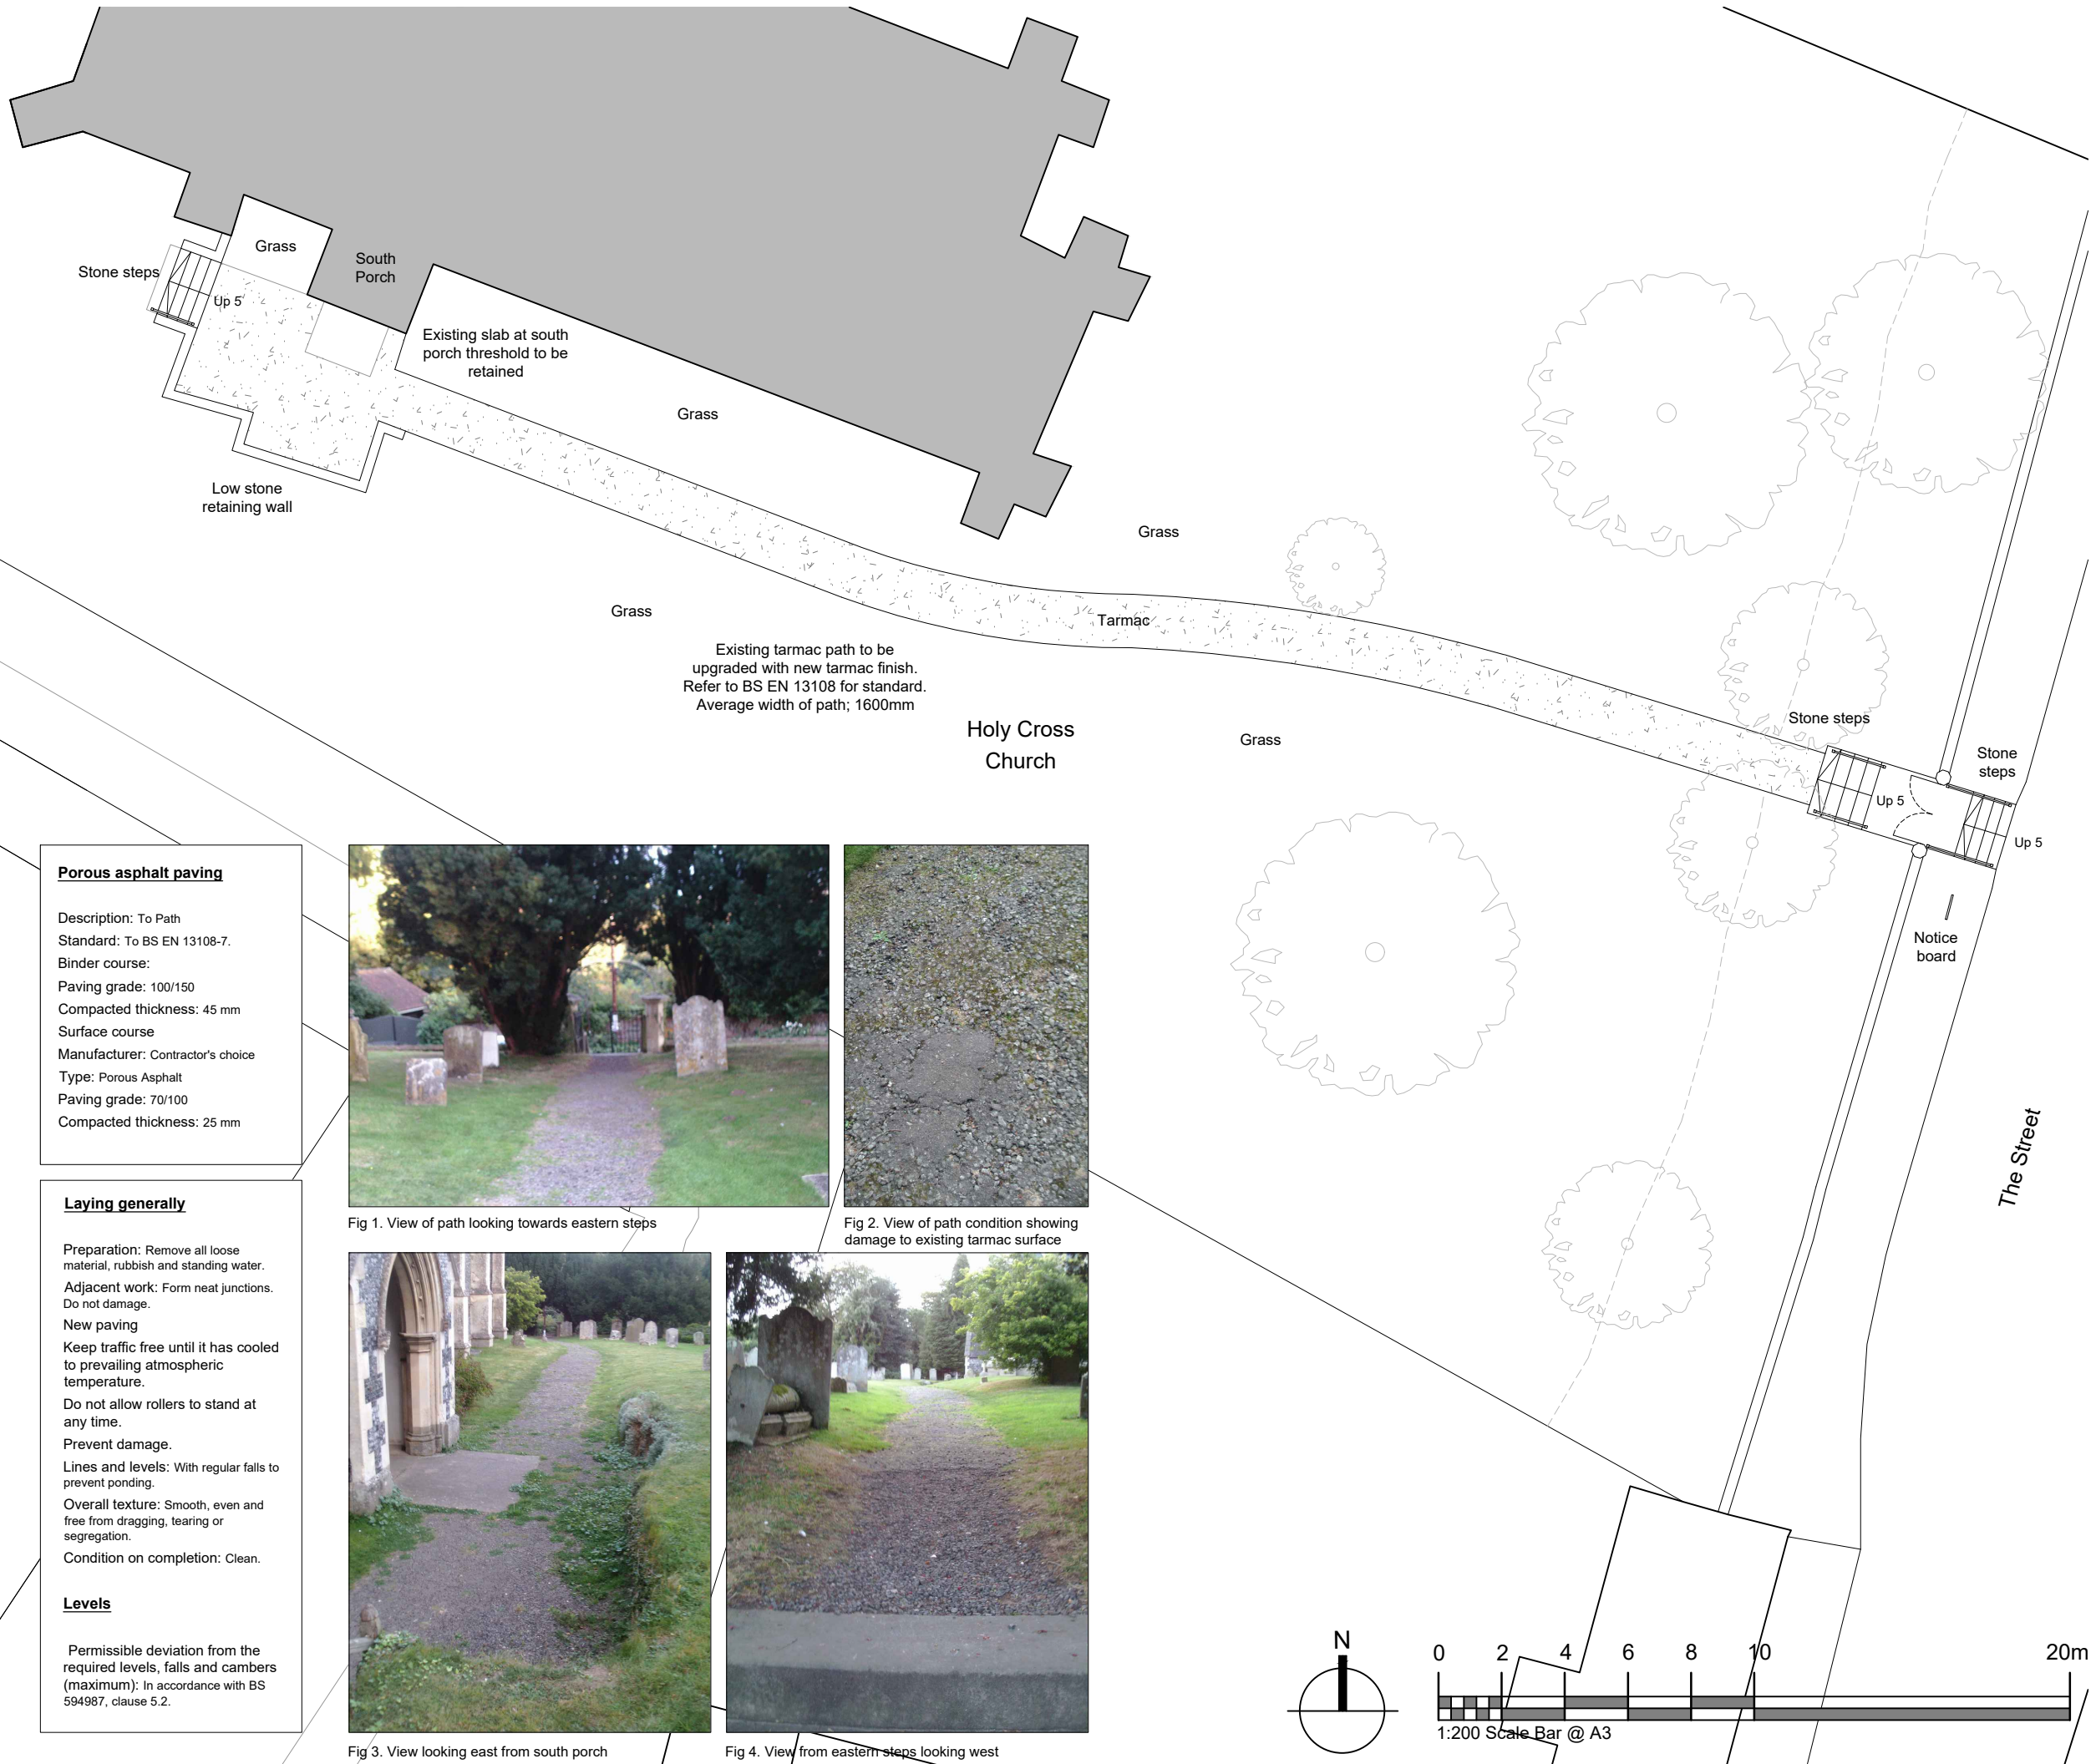 Grass
South
Porch
Stone steps
Up 5
Existing slab at south
porch threshold to be
retained
Grass
Low stone
retaining wall
Grass
Grass
Tarmac
Existing tarmac path to be
upgraded with new tarmac finish.
Refer to BS EN 13108 for standard.
Average width of path; 1600mm
Holy Cross
Church
Grass
Stone steps
Stone
steps
Up 5
Up 5
Notice
board
The Street
Porous asphalt paving
Description: To Path
Standard: To BS EN 13108-7.
Binder course:
Paving grade: 100/150
Compacted thickness: 45 mm
Surface course
Manufacturer: Contractor's choice
Type: Porous Asphalt
Paving grade: 70/100
Compacted thickness: 25 mm
Laying generally
Preparation: Remove all loose
material, rubbish and standing water.
Adjacent work: Form neat junctions.
Do not damage.
New paving
Keep traffic free until it has cooled
to prevailing atmospheric
temperature.
Do not allow rollers to stand at
any time.
Prevent damage.
Lines and levels: With regular falls to
prevent ponding.
Overall texture: Smooth, even and
free from dragging, tearing or
segregation.
Condition on completion: Clean.
Levels
Permissible deviation from the
required levels, falls and cambers
(maximum): In accordance with BS
594987, clause 5.2.
Fig 1. View of path looking towards eastern steps
Fig 2. View of path condition showing
damage to existing tarmac surface
Fig 3. View looking east from south porch
Fig 4. View from eastern steps looking west
N
0 2 4 6 8 10 20m
1:200 Scale Bar @ A3